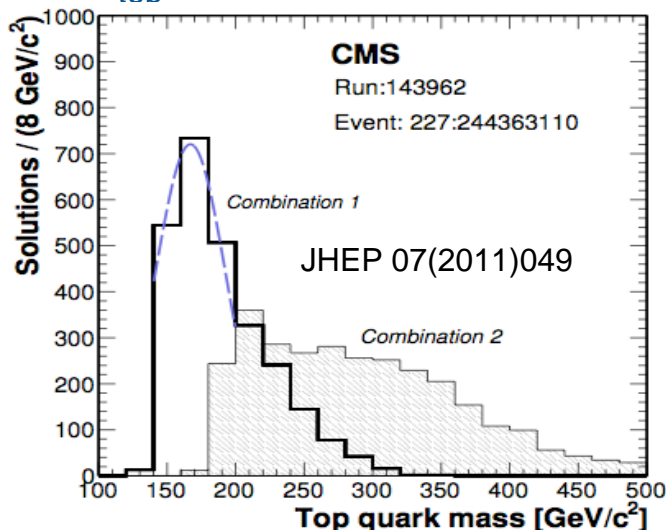 CMS
Run:143962
Event: 227:244363110
Combination 1
JHEP 07(2011)049
Combination 2
Solutions / (8 GeV/c²)
1000
900
800
700
600
500
400
300
200
100
0
100 150 200 250 300 350 400 450 500
Top quark mass [GeV/c²]